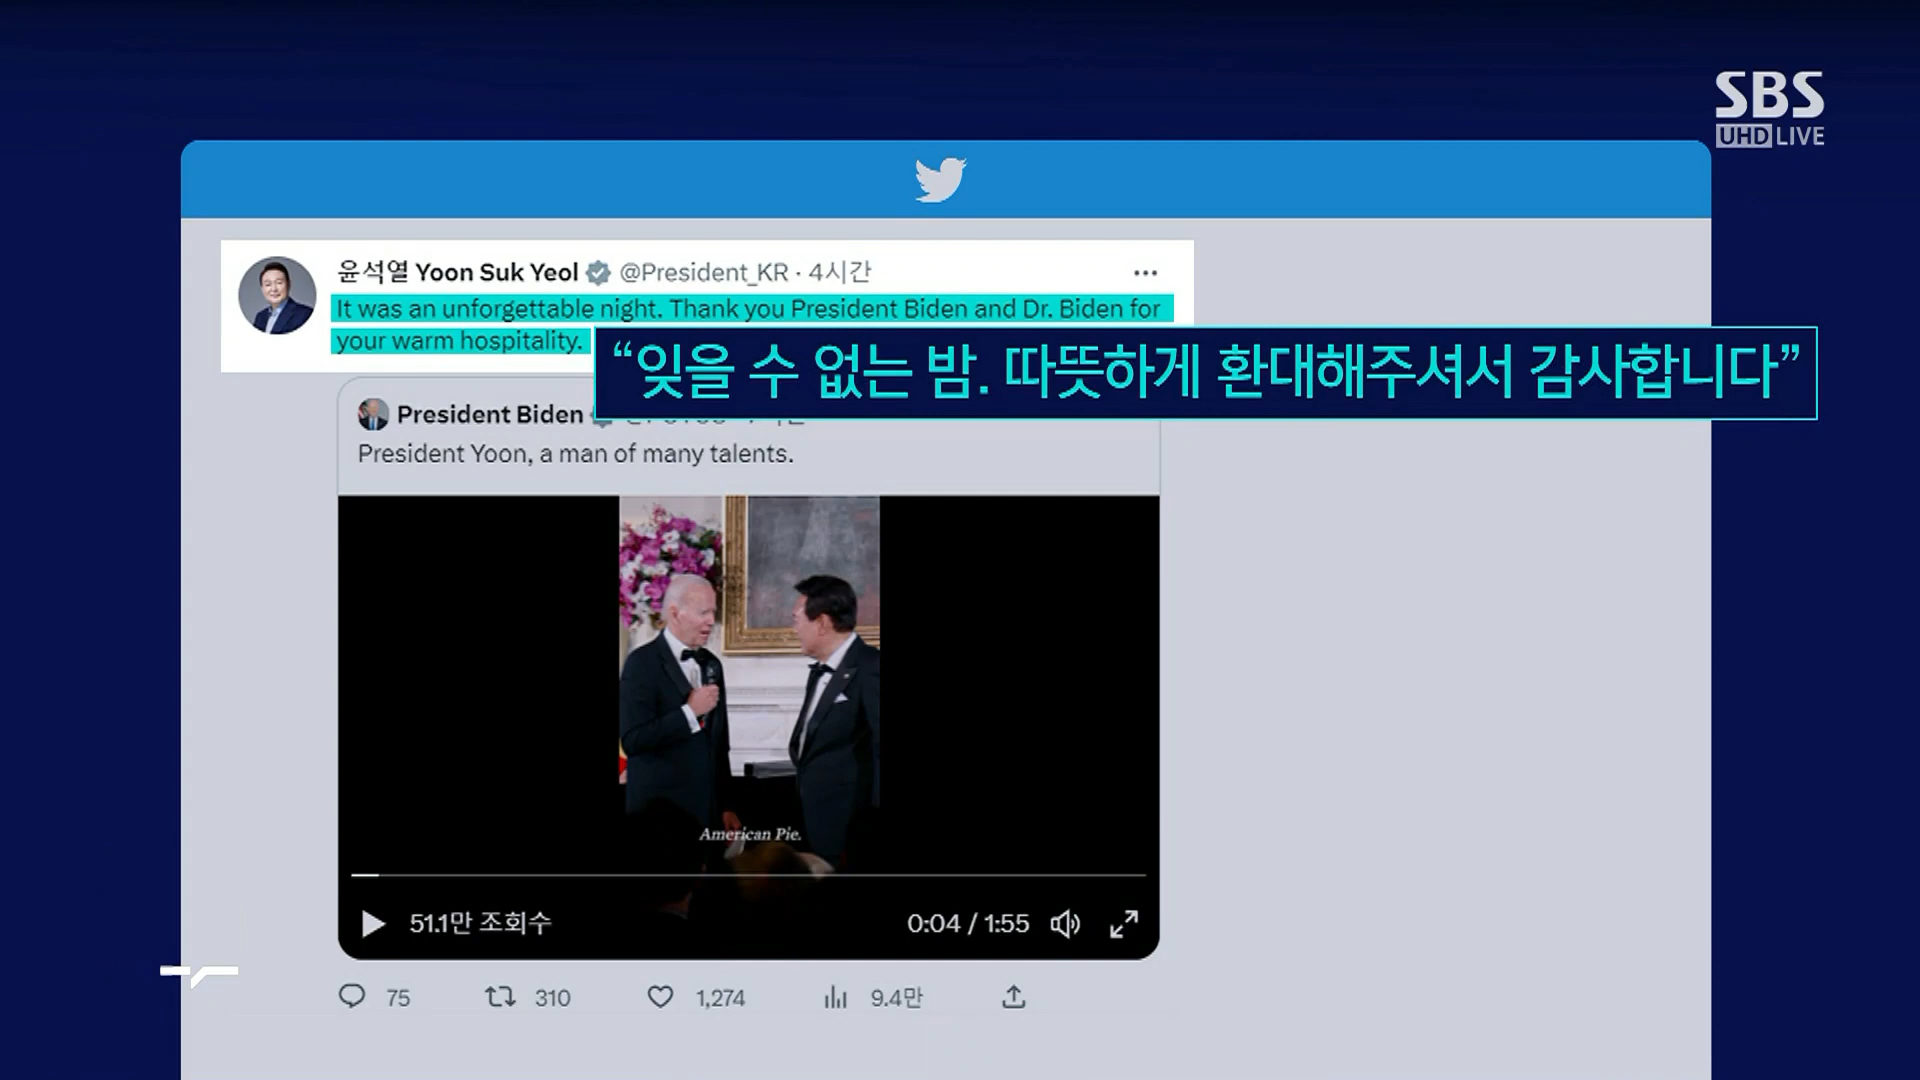 SBS
UHD LIVE
윤석열 Yoon Suk Yeol @President_KR · 4시간
It was an unforgettable night. Thank you President Biden and Dr. Biden for
your warm hospitality.
“잊을 수 없는 밤. 따뜻하게 환대해주셔서 감사합니다”
President Biden
President Yoon, a man of many talents.
American Pie.
51.1만 조회수
0:04 / 1:55
75 310 1,274 9.4만